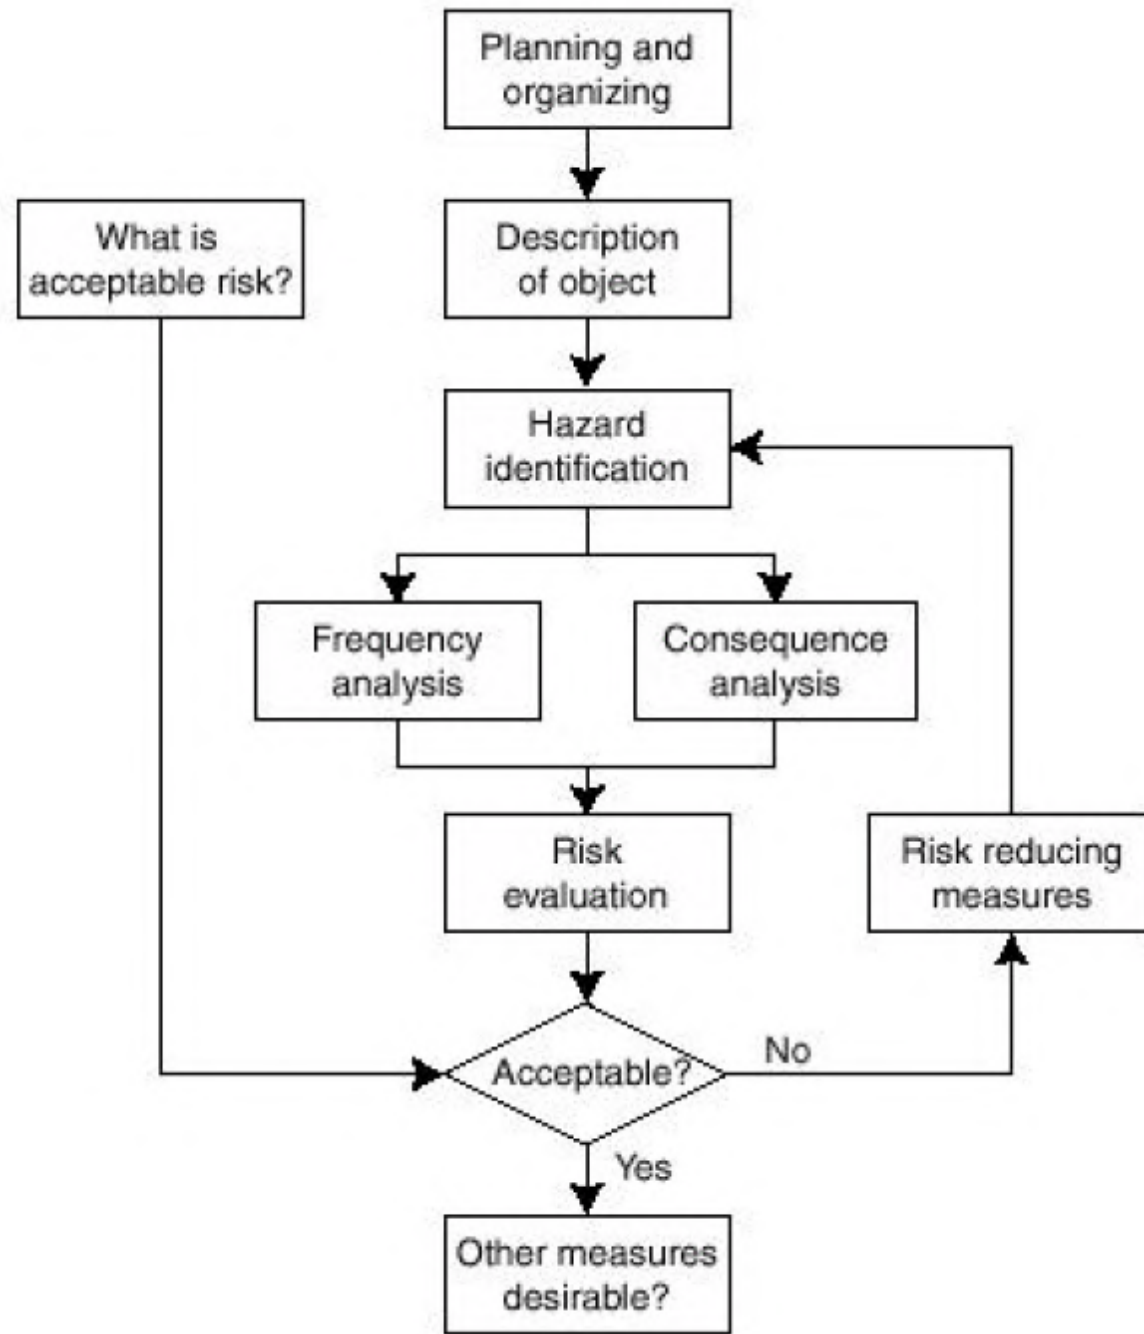 Planning and
organizing
What is
acceptable risk?
Description
of object
Hazard
identification
Frequency
analysis
Consequence
analysis
Risk
evaluation
Risk reducing
measures
Acceptable?
No
Yes
Other measures
desirable?